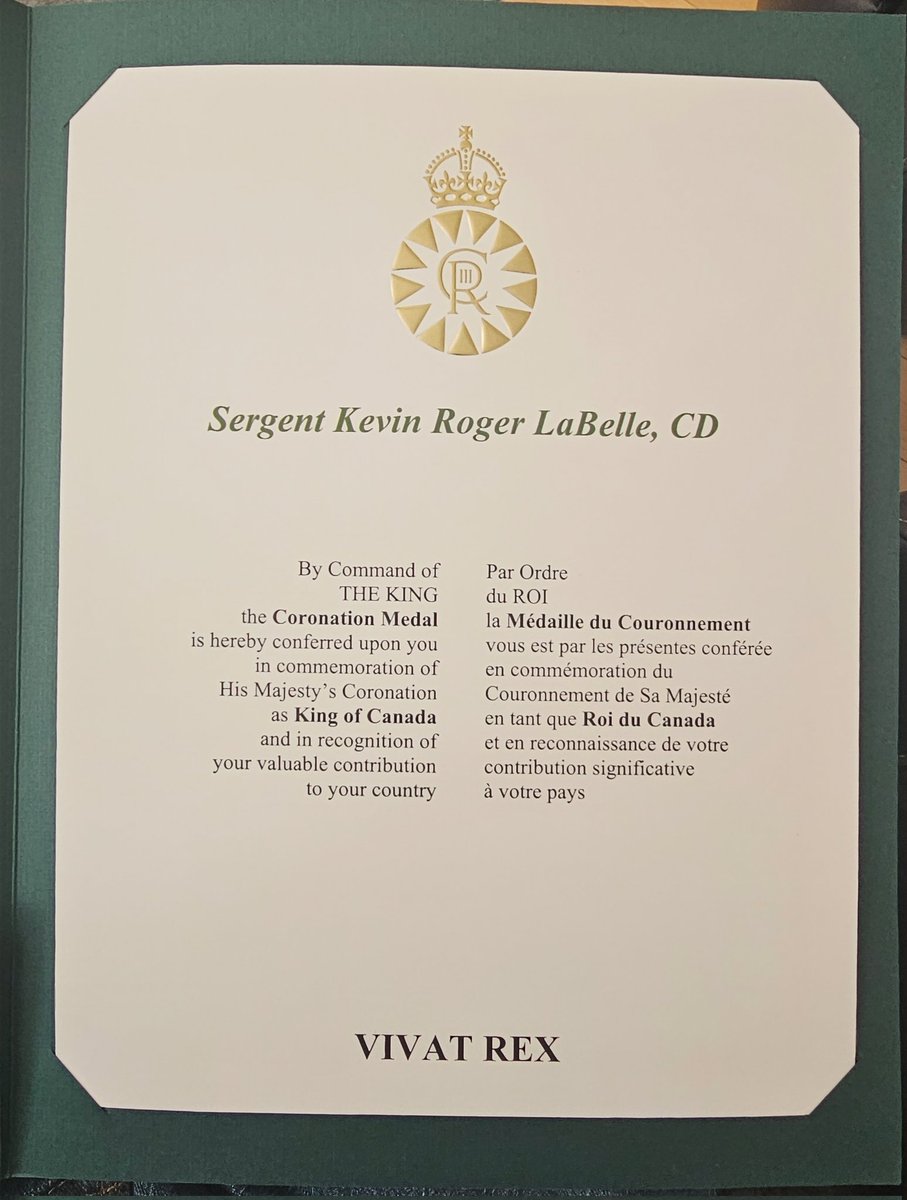 CIIIR
Sergent Kevin Roger LaBelle, CD
By Command of
THE KING
the Coronation Medal
is hereby conferred upon you
in commemoration of
His Majesty's Coronation
as King of Canada
and in recognition of
your valuable contribution
to your country
Par Ordre
du ROI
la Médaille du Couronnement
vous est par les présentes conférée
en commémoration du
Couronnement de Sa Majesté
en tant que Roi du Canada
et en reconnaissance de votre
contribution significative
à votre pays
VIVAT REX